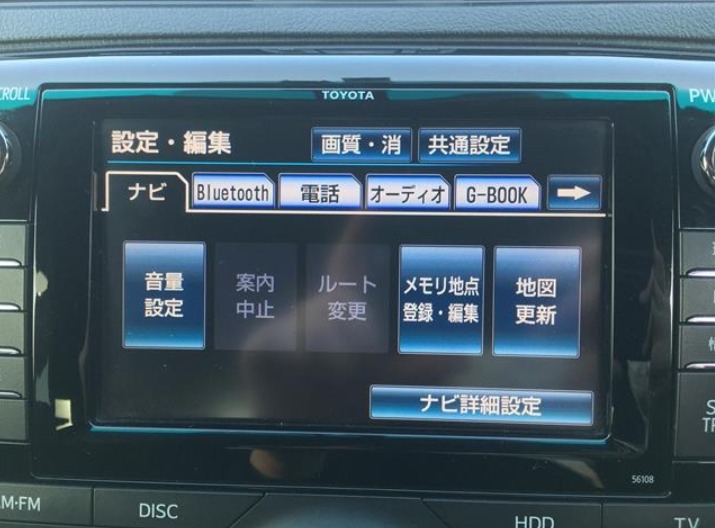 TOYOTA
設定・編集
画質・消
共通設定
ナビ
Bluetooth
電話
オーディオ
G-BOOK
音量
設定
案内
中止
ルート
変更
メモリ地点
登録・編集
地図
更新
ナビ詳細設定
56108
DISC
HDD
TV